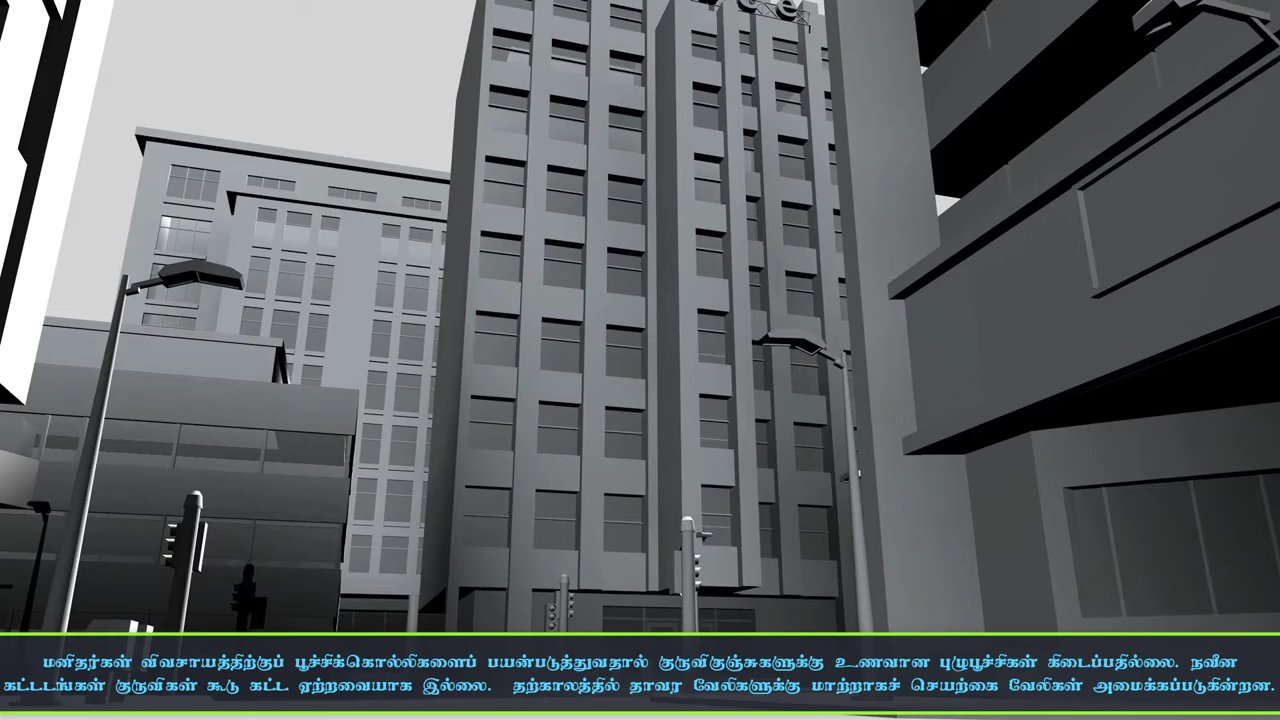 மனிதர்கள் விவசாயத்திற்குப் பூச்சிக்கொல்லிகளைப் பயன்படுத்துவதால் குருவிகுஞ்சுகளுக்கு உணவான புழுபூச்சிகள் கிடைப்பதில்லை. நவீன
கட்டடங்கள் குருவிகள் கூடு கட்ட ஏற்றவையாக இல்லை. தற்காலத்தில் தாவர வேலிகளுக்கு மாற்றாகச் செயற்கை வேலிகள் அமைக்கப்படுகின்றன.